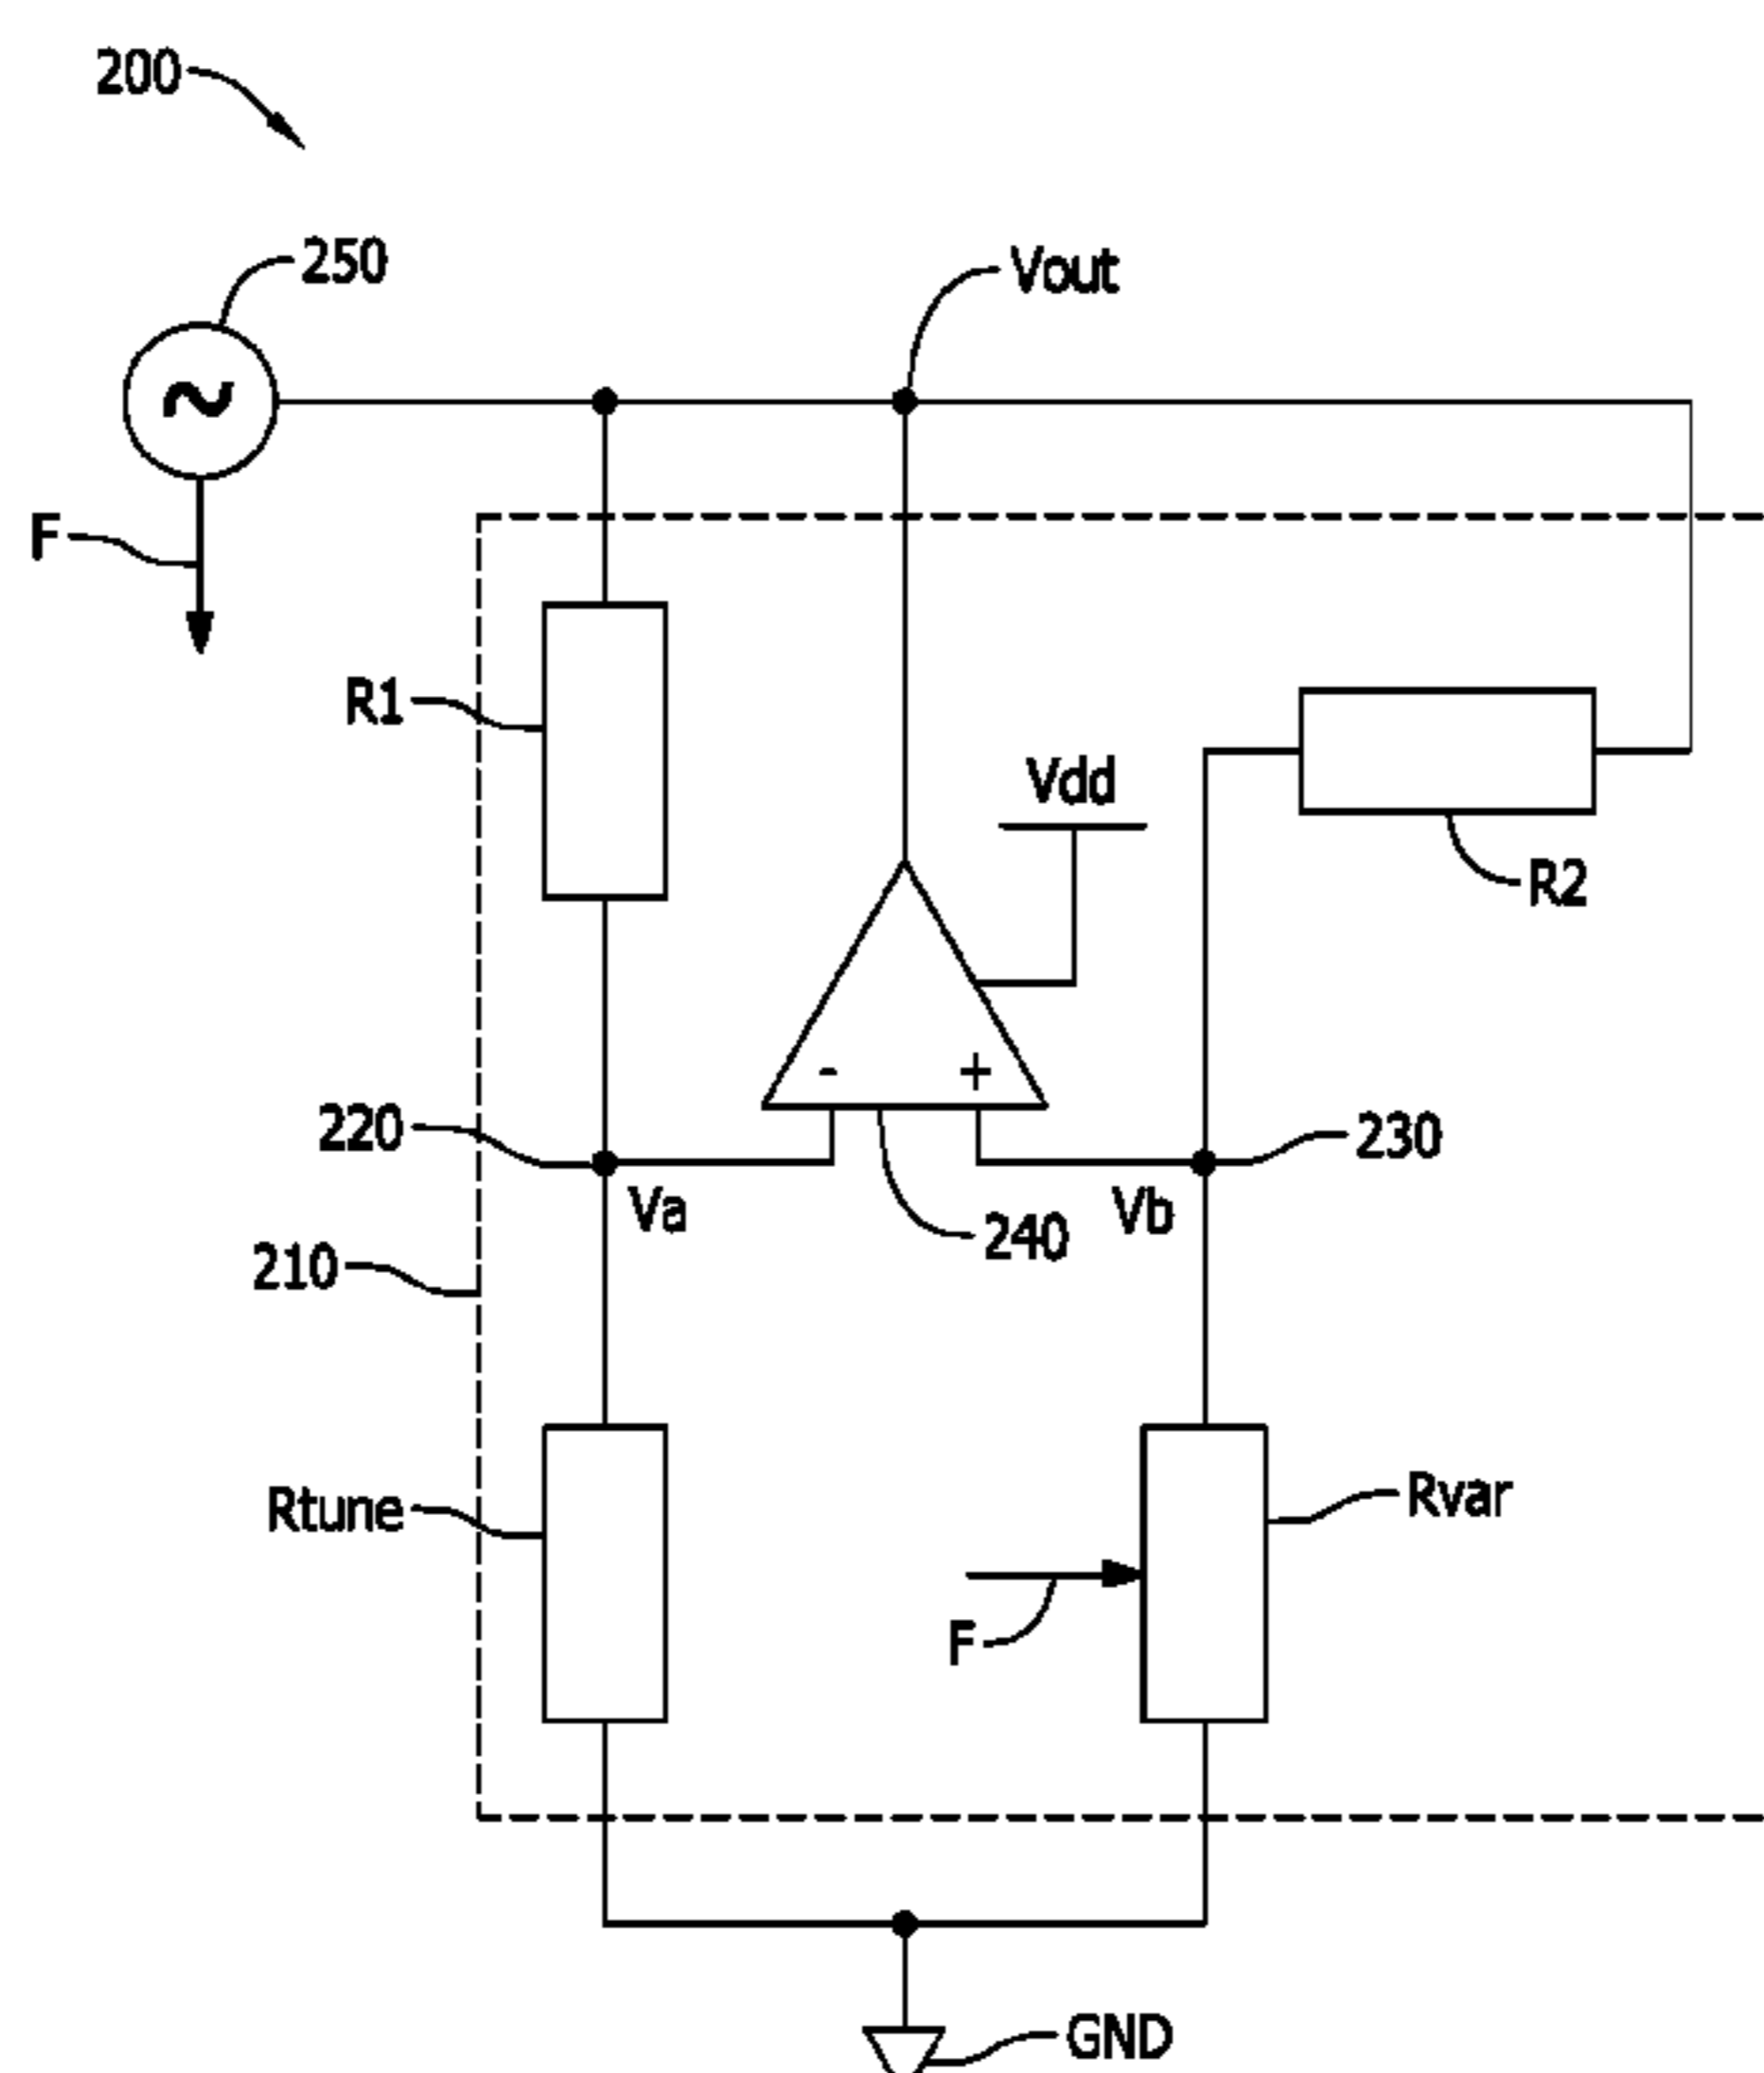 200
250
Vout
F
R1
Vdd
R2
- +
220
230
Va
240
Vb
210
Rtune
Rvar
F
GND